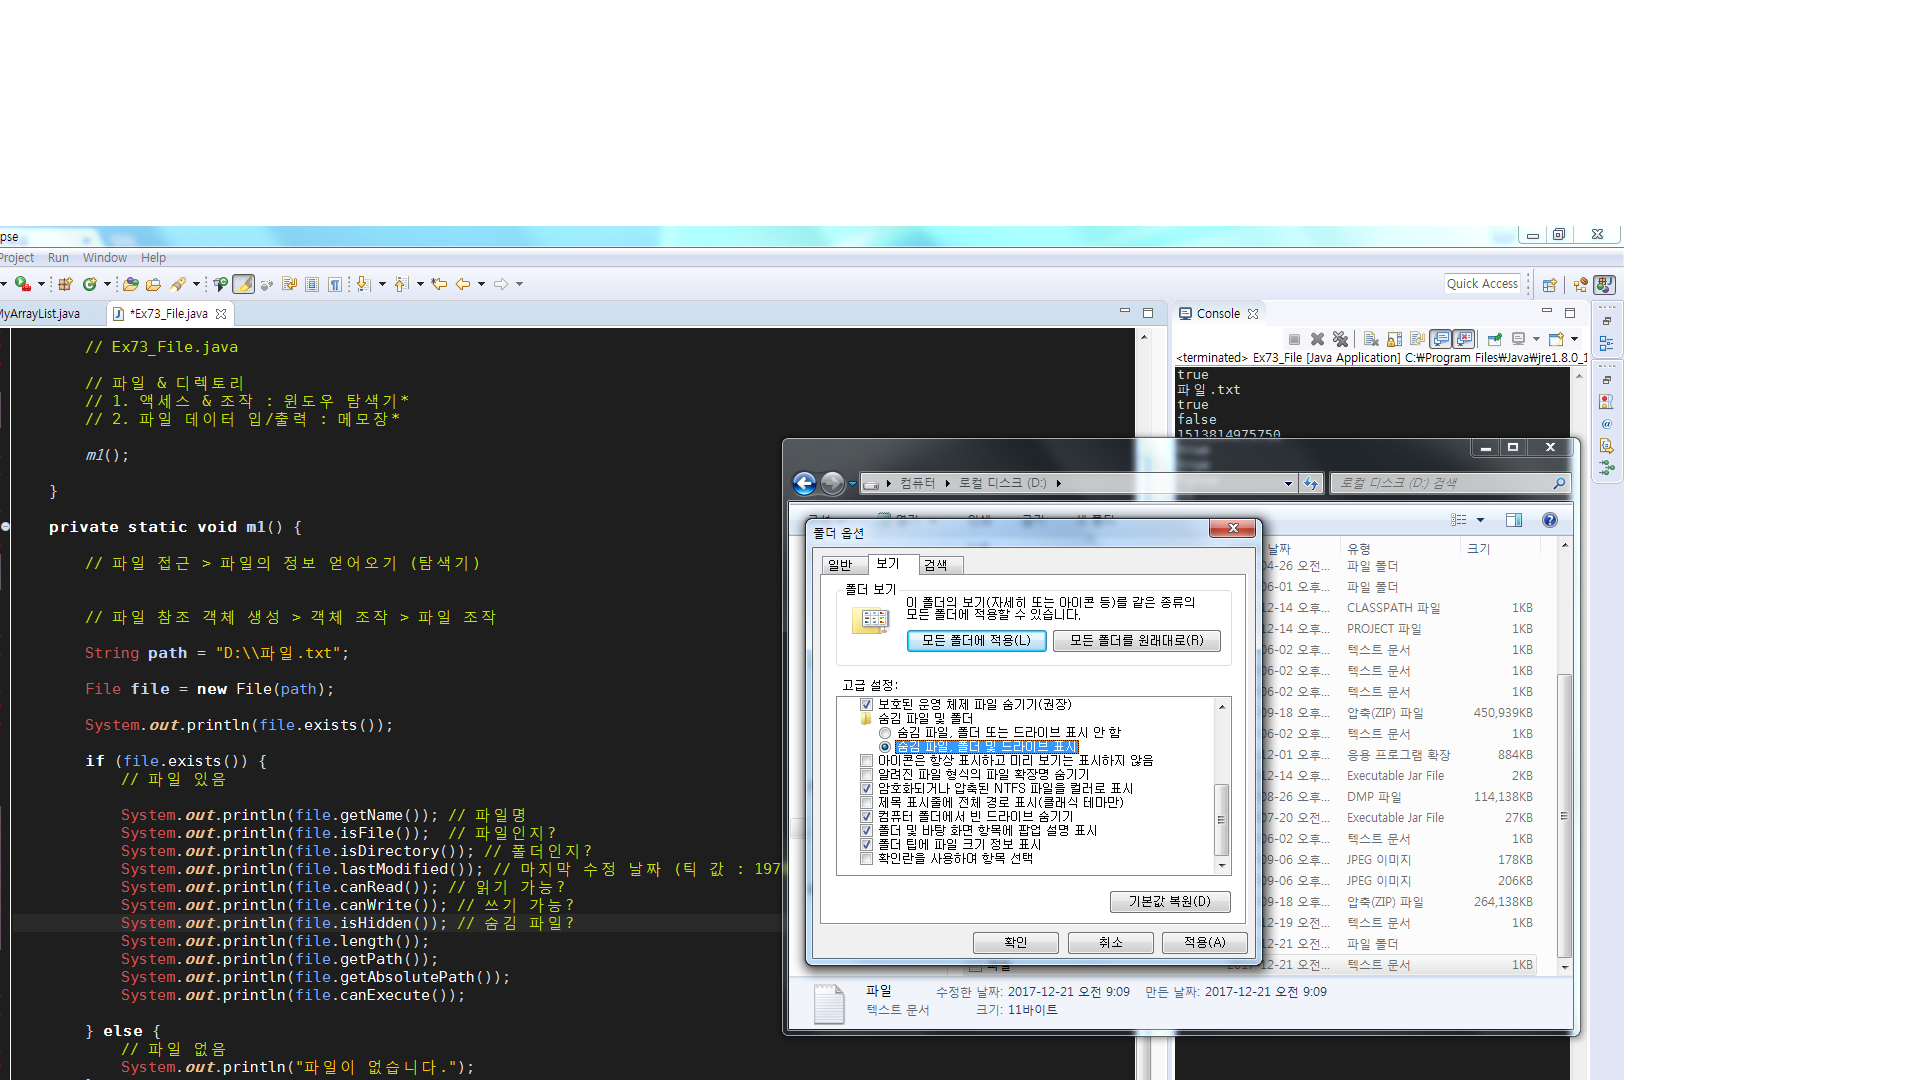 pse
Project Run Window Help
Quick Access
MyArrayList.java
*Ex73_File.java
// Ex73_File.java
// 파일 & 디렉토리
// 1. 액세스 & 조작 : 윈도우 탐색기*
// 2. 파일 데이터 입/출력 : 메모장*
m1();
}
private static void m1() {
// 파일 접근 > 파일의 정보 얻어오기 (탐색기)
// 파일 참조 객체 생성 > 객체 조작 > 파일 조작
String path = "D:\\파일.txt";
File file = new File(path);
System.out.println(file.exists());
if (file.exists()) {
// 파일 있음
System.out.println(file.getName()); // 파일명
System.out.println(file.isFile()); // 파일인지?
System.out.println(file.isDirectory()); // 폴더인지?
System.out.println(file.lastModified()); // 마지막 수정 날짜 (틱 값 : 197
System.out.println(file.canRead()); // 읽기 가능?
System.out.println(file.canWrite()); // 쓰기 가능?
System.out.println(file.isHidden()); // 숨김 파일?
System.out.println(file.length());
System.out.println(file.getPath());
System.out.println(file.getAbsolutePath());
System.out.println(file.canExecute());
} else {
// 파일 없음
System.out.println("파일이 없습니다.");
Console
<terminated> Ex73_File [Java Application] C:₩Program Files₩Java₩jre1.8.0_1
true
파일.txt
true
false
1513814975750
컴퓨터 로컬 디스크 (D:)
로컬 디스크 (D:) 검색
폴더 옵션
일반 보기 검색
폴더 보기
이 폴더의 보기(자세히 또는 아이콘 등)를 같은 종류의
모든 폴더에 적용할 수 있습니다.
모든 폴더에 적용(L) 모든 폴더를 원래대로(R)
고급 설정:
보호된 운영 체제 파일 숨기기(권장)
숨김 파일 및 폴더
숨김 파일, 폴더 또는 드라이브 표시 안 함
숨김 파일, 폴더 및 드라이브 표시
아이콘은 항상 표시하고 미리 보기는 표시하지 않음
알려진 파일 형식의 파일 확장명 숨기기
암호화되거나 압축된 NTFS 파일을 컬러로 표시
제목 표시줄에 전체 경로 표시(클래식 테마만)
컴퓨터 폴더에서 빈 드라이브 숨기기
폴더 및 바탕 화면 항목에 팝업 설명 표시
폴더 팁에 파일 크기 정보 표시
확인란을 사용하여 항목 선택
기본값 복원(D)
확인 취소 적용(A)
날짜 유형 크기
04-26 오전... 파일 폴더
06-01 오후... 파일 폴더
12-14 오후... CLASSPATH 파일 1KB
12-14 오후... PROJECT 파일 1KB
06-02 오후... 텍스트 문서 1KB
06-02 오후... 텍스트 문서 1KB
06-02 오후... 텍스트 문서 1KB
09-18 오후... 압축(ZIP) 파일 450,939KB
06-02 오후... 텍스트 문서 1KB
12-01 오후... 응용 프로그램 확장 884KB
12-14 오후... Executable Jar File 2KB
08-26 오후... DMP 파일 114,138KB
07-20 오전... Executable Jar File 27KB
06-02 오후... 텍스트 문서 1KB
09-06 오후... JPEG 이미지 178KB
09-06 오후... JPEG 이미지 206KB
09-18 오후... 압축(ZIP) 파일 264,138KB
12-19 오전... 텍스트 문서 1KB
12-21 오전... 파일 폴더
파일 2017-12-21 오전... 텍스트 문서 1KB
파일 수정한 날짜: 2017-12-21 오전 9:09 만든 날짜: 2017-12-21 오전 9:09
텍스트 문서 크기: 11바이트